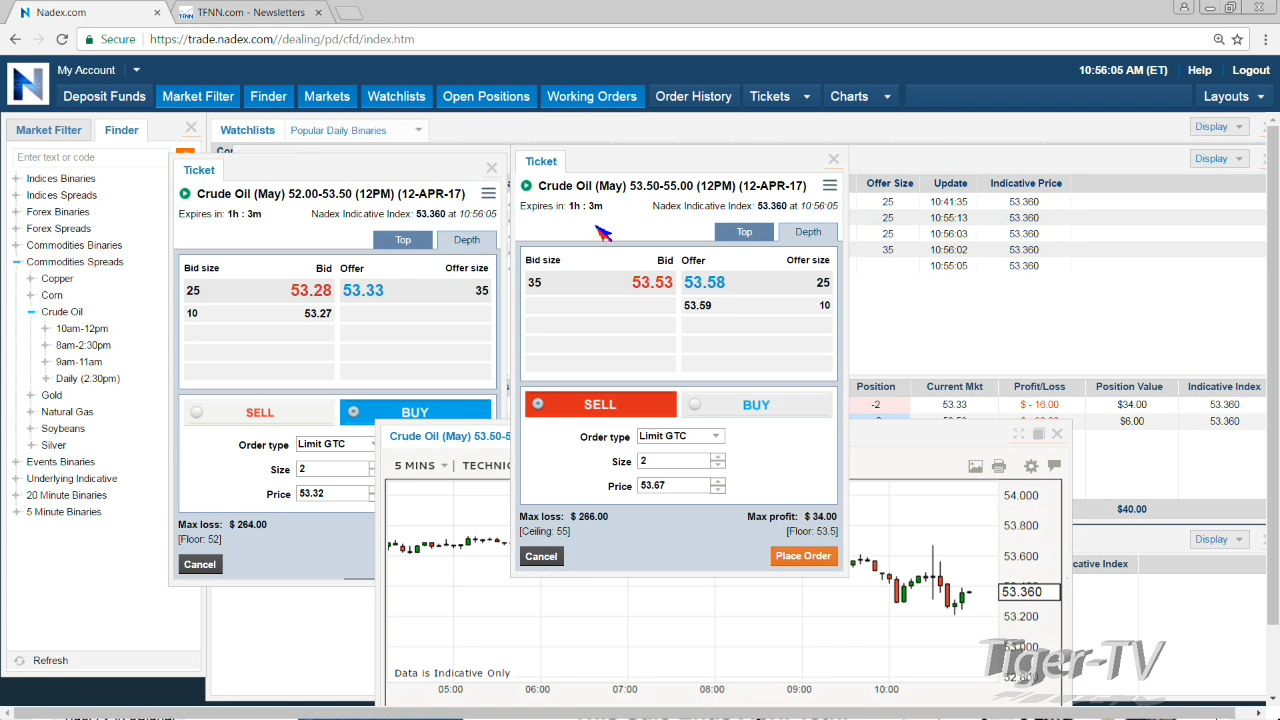 Nadex.com
TFNN.com - Newsletters
Secure
https://trade.nadex.com//dealing/pd/cfd/index.htm
N
My Account
10:56:05 AM (ET)
Help
Logout
Deposit Funds
Market Filter
Finder
Markets
Watchlists
Open Positions
Working Orders
Order History
Tickets
Charts
Layouts
Market Filter
Finder
Enter text or code
Indices Binaries
Indices Spreads
Forex Binaries
Forex Spreads
Commodities Binaries
Commodities Spreads
Copper
Corn
Crude Oil
10am-12pm
8am-2:30pm
9am-11am
Daily (2.30pm)
Gold
Natural Gas
Soybeans
Silver
Events Binaries
Underlying Indicative
20 Minute Binaries
5 Minute Binaries
Refresh
Watchlists
Popular Daily Binaries
Display
Display
Ticket
Crude Oil (May) 52.00-53.50 (12PM) (12-APR-17)
Expires in: 1h : 3m
Nadex Indicative Index: 53.360 at 10:56:05
Top
Depth
Bid size Bid Offer Offer size
25 53.28 53.33 35
10 53.27
SELL
BUY
Order type Limit GTC
Size 2
Price 53.32
Max loss: $ 264.00
[Floor: 52]
Cancel
Ticket
Crude Oil (May) 53.50-55.00 (12PM) (12-APR-17)
Expires in: 1h : 3m
Nadex Indicative Index: 53.360 at 10:56:05
Top
Depth
Bid size Bid Offer Offer size
35 53.53 53.58 25
53.59 10
SELL
BUY
Order type Limit GTC
Size 2
Price 53.67
Max loss: $ 266.00
Max profit: $ 34.00
[Ceiling: 55]
[Floor: 53.5]
Cancel
Place Order
Offer Size Update Indicative Price
25 10:41:35 53.360
25 10:55:13 53.360
25 10:56:03 53.360
35 10:56:02 53.360
10:55:05 53.360
Position Current Mkt Profit/Loss Position Value Indicative Index
-2 53.33 $ - 16.00 $34.00 53.360
$6.00 53.360
$40.00
Display
Crude Oil (May) 53.50-5
5 MINS
TECHNIC
54.000
53.800
53.600
53.360
53.200
53.000
Data is Indicative Only
05:00 06:00 07:00 08:00 09:00 10:00
Tiger-TV